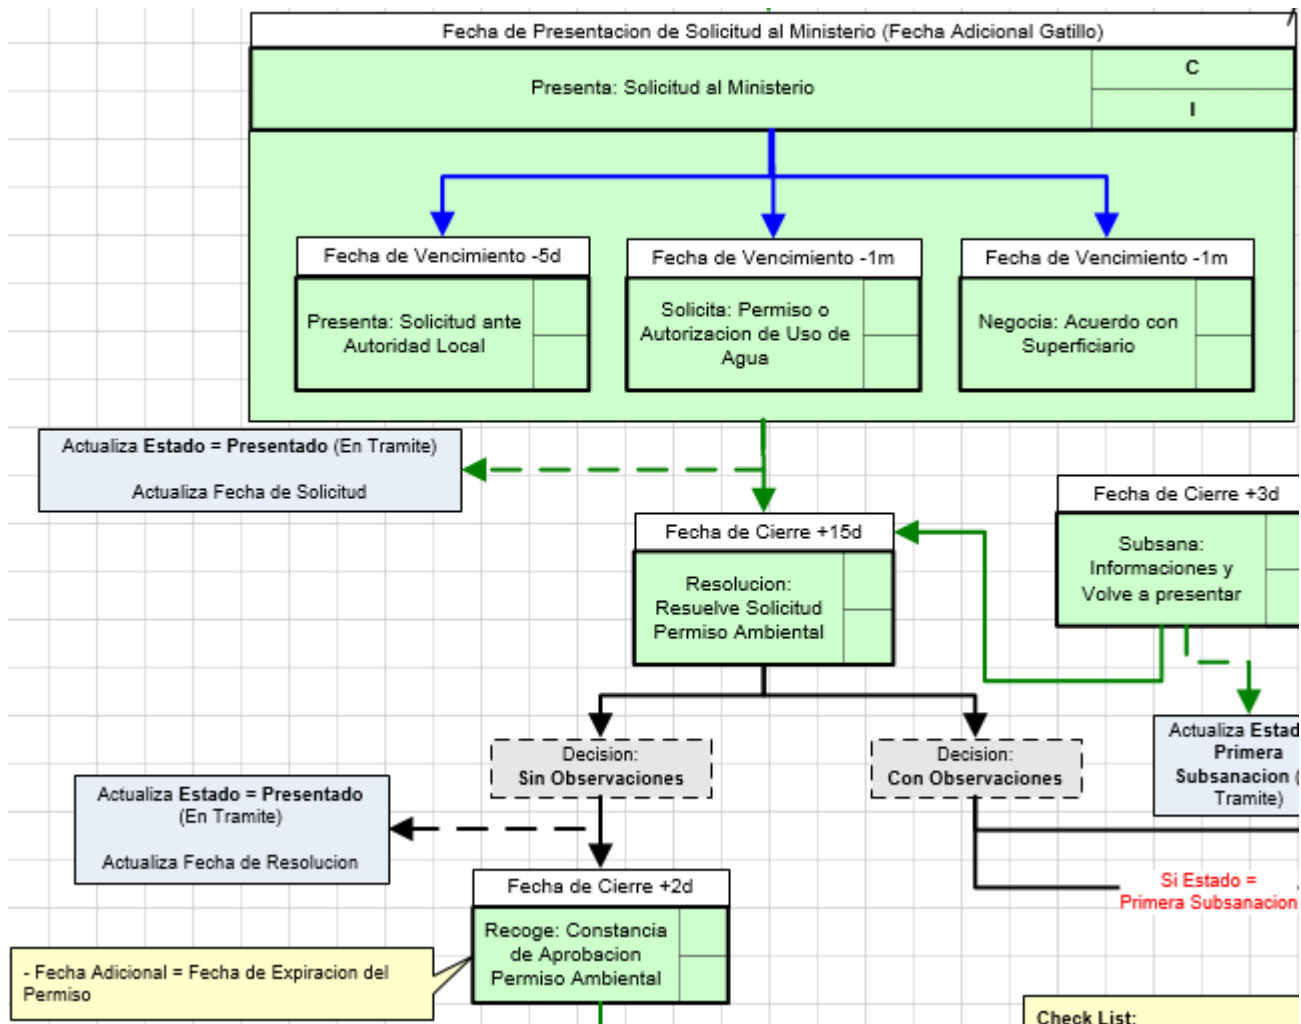 Fecha de Presentacion de Solicitud al Ministerio (Fecha Adicional Gatillo)
Presenta: Solicitud al Ministerio
C
I
Fecha de Vencimiento -5d
Presenta: Solicitud ante
Autoridad Local
Fecha de Vencimiento -1m
Solicita: Permiso o
Autorizacion de Uso de
Agua
Fecha de Vencimiento -1m
Negocia: Acuerdo con
Superficiario
Actualiza Estado = Presentado (En Tramite)
Actualiza Fecha de Solicitud
Fecha de Cierre +3d
Subsana:
Informaciones y
Volve a presentar
Fecha de Cierre +15d
Resolucion:
Resuelve Solicitud
Permiso Ambiental
Actualiza Estad
Primera
Subsanacion (
Tramite)
Decision:
Sin Observaciones
Decision:
Con Observaciones
Actualiza Estado = Presentado
(En Tramite)
Actualiza Fecha de Resolucion
Si Estado =
Primera Subsanacion
Fecha de Cierre +2d
Recoge: Constancia
de Aprobacion
Permiso Ambiental
- Fecha Adicional = Fecha de Expiracion del
Permiso
Check List: